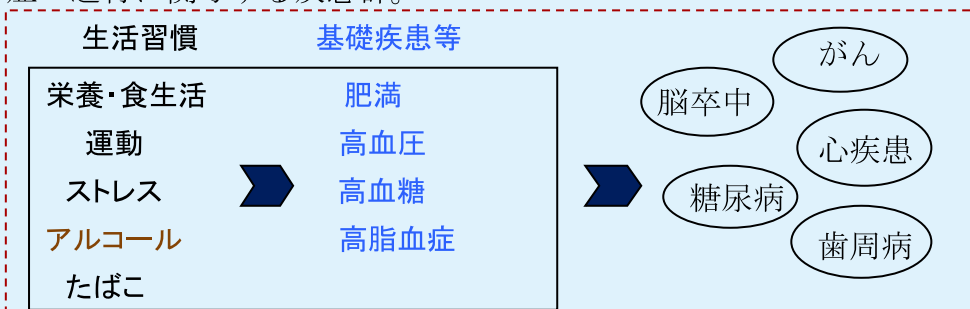 生活習慣 基礎疾患等
栄養・食生活 肥満
運動 高血圧
ストレス 高血糖
アルコール 高脂血症
たばこ
がん
脳卒中
心疾患
糖尿病
歯周病